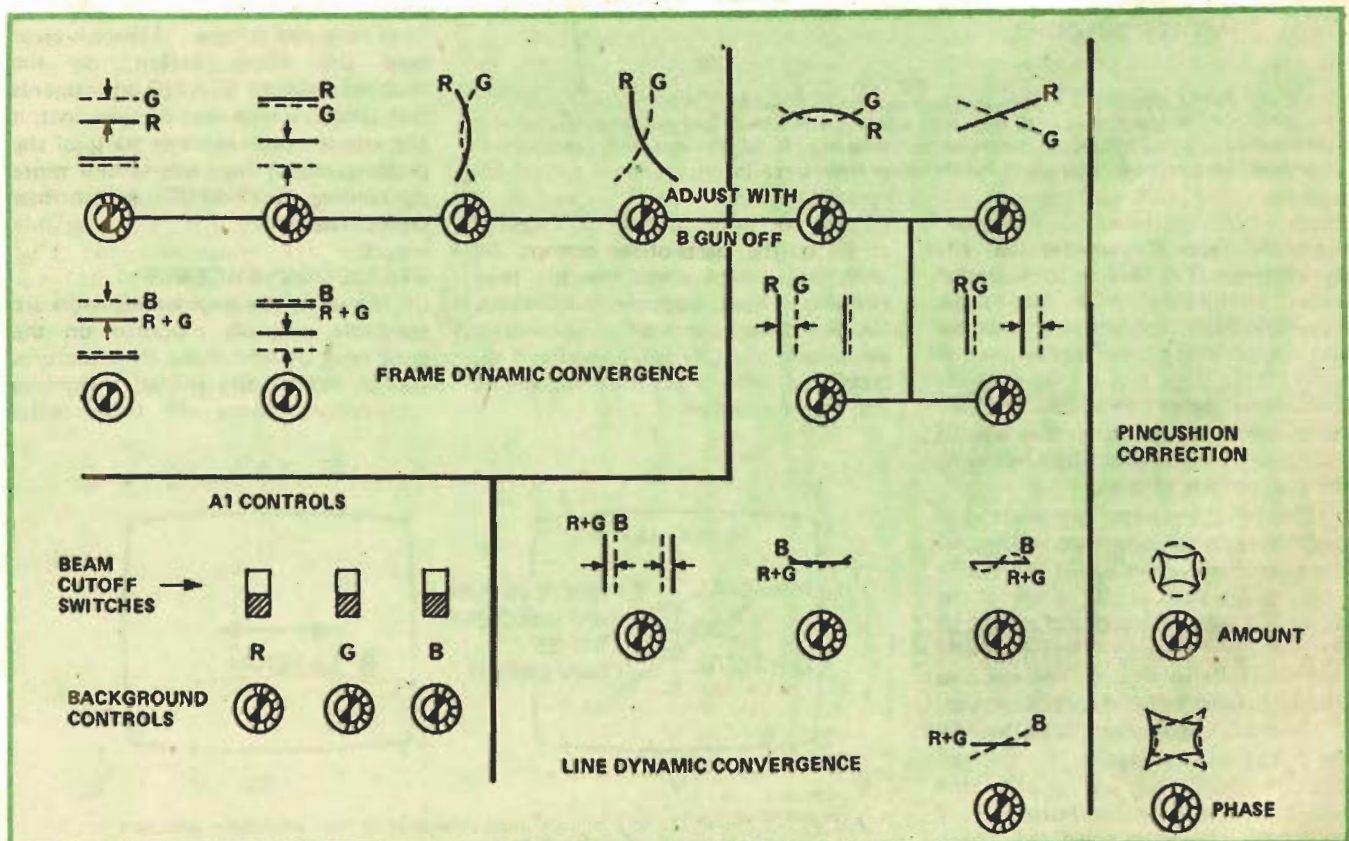 G
R
R
G
R G
R G
G
R
R
G
ADJUST WITH
B GUN OFF
B
R + G
B
R + G
FRAME DYNAMIC CONVERGENCE
R G
RG
PINCUSHION
CORRECTION
A1 CONTROLS
BEAM
CUTOFF
SWITCHES
R G B
BACKGROUND
CONTROLS
R+G B
B
R+G
B
R+G
AMOUNT
R+G B
LINE DYNAMIC CONVERGENCE
PHASE